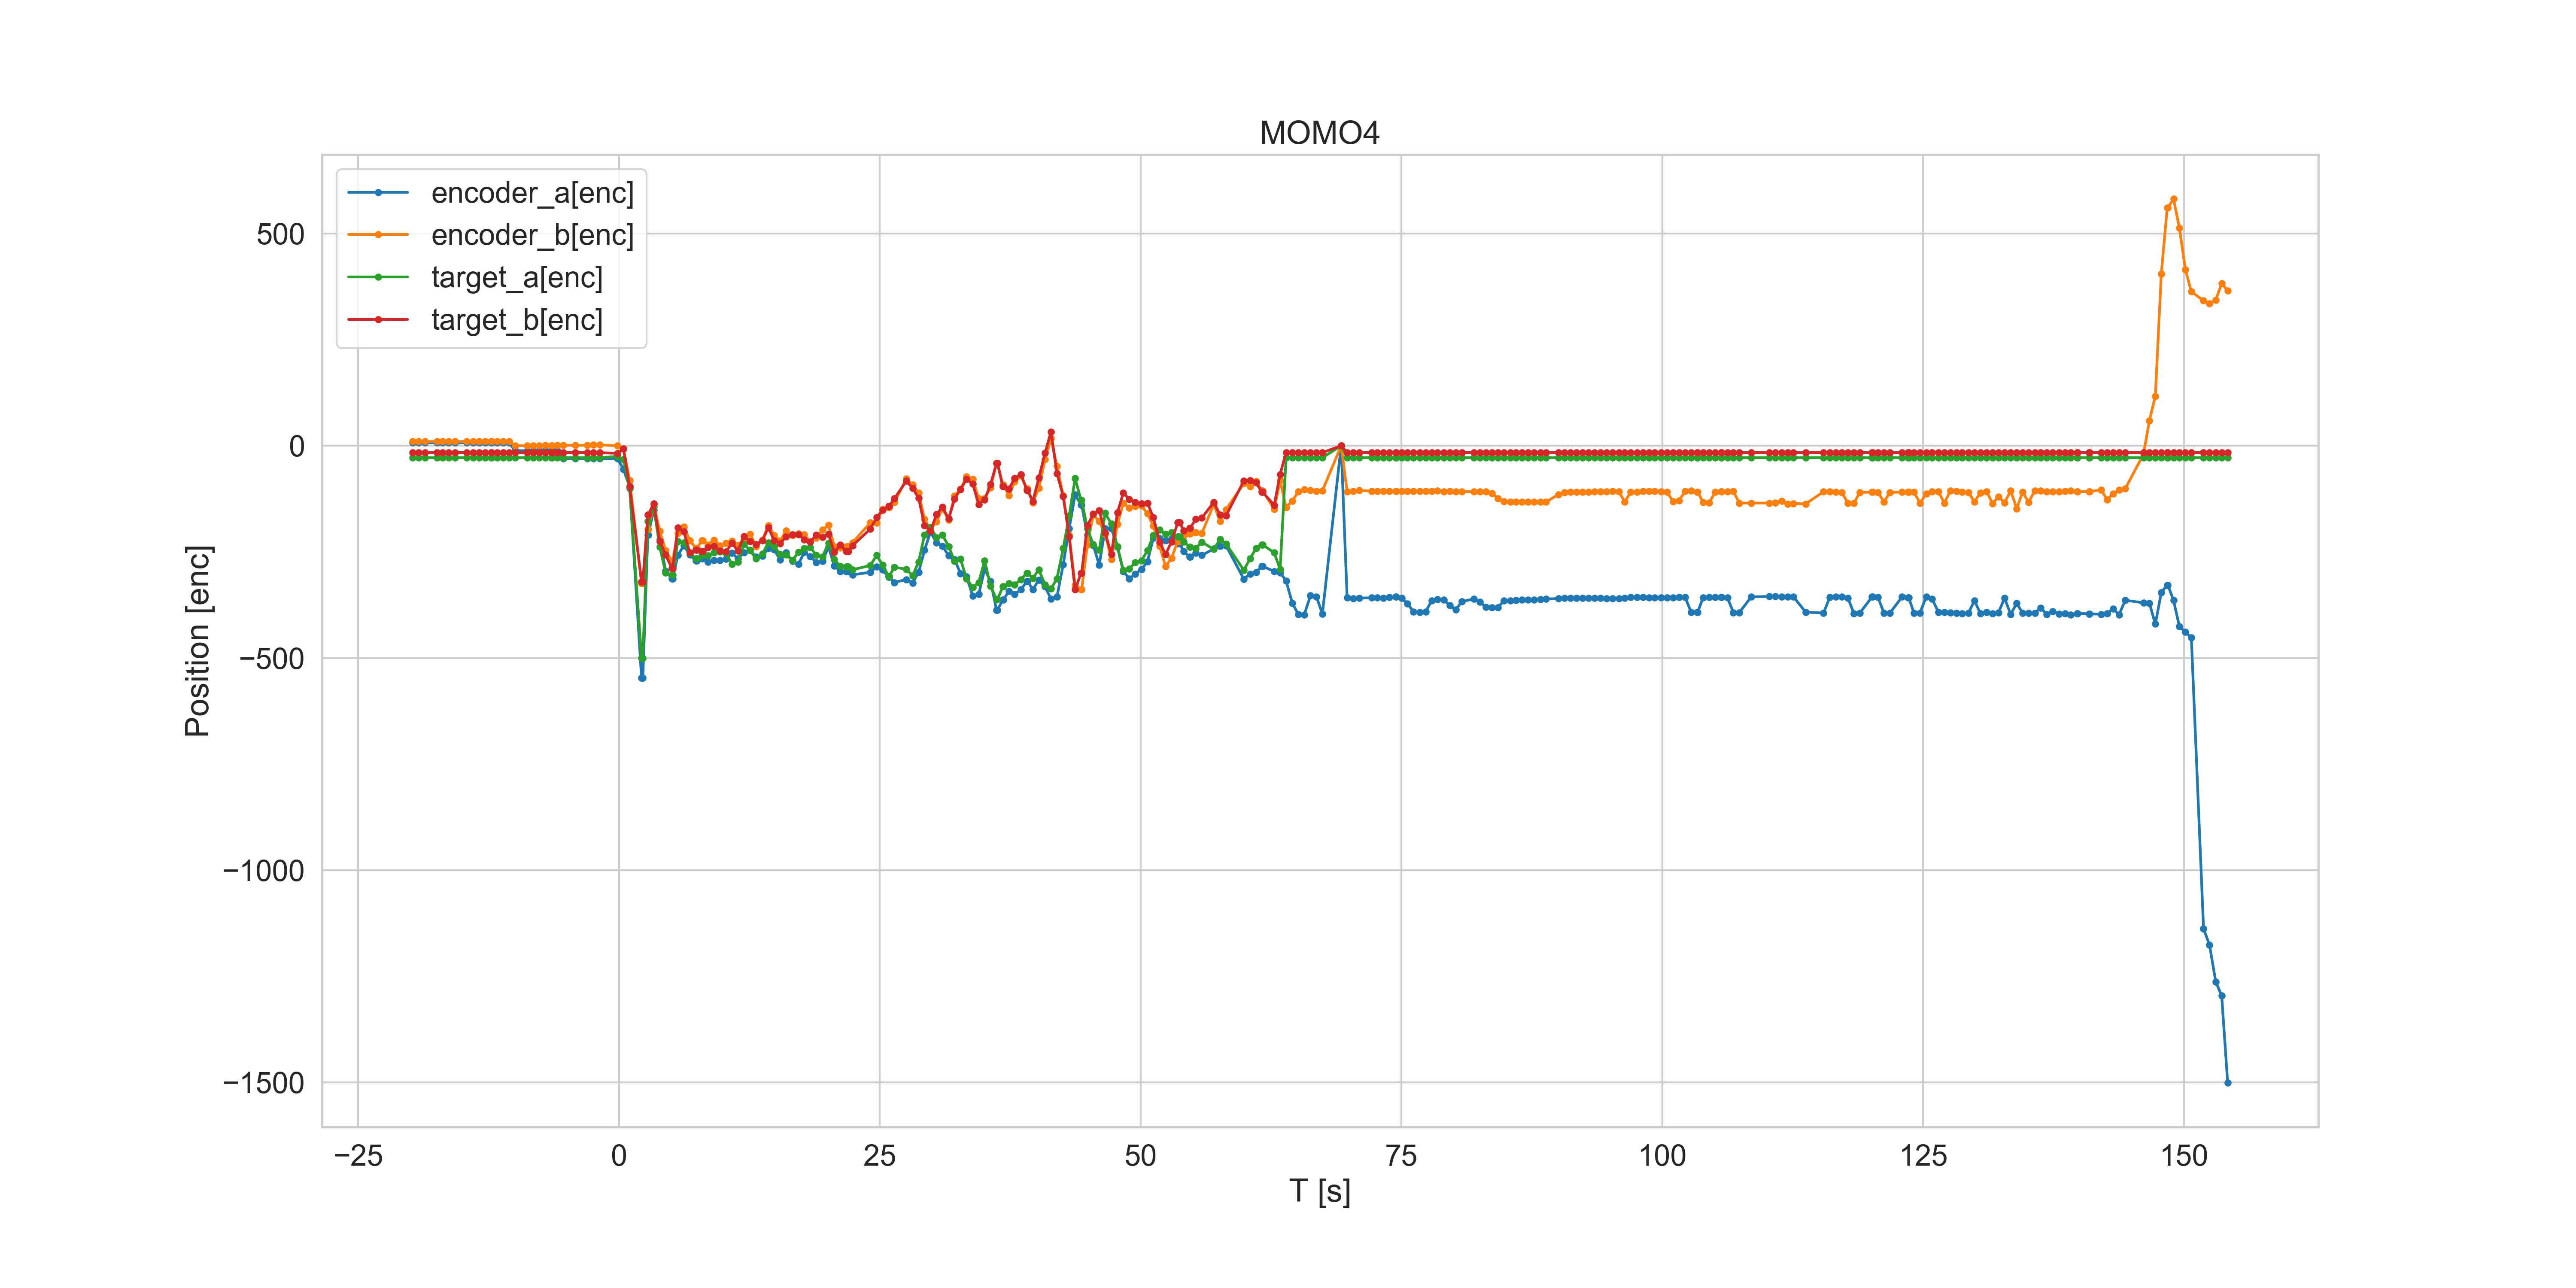 MOMO4
encoder_a[enc]
encoder_b[enc]
target_a[enc]
target_b[enc]
500
0
−500
−1000
−1500
Position [enc]
−25
0
25
50
75
100
125
150
T [s]